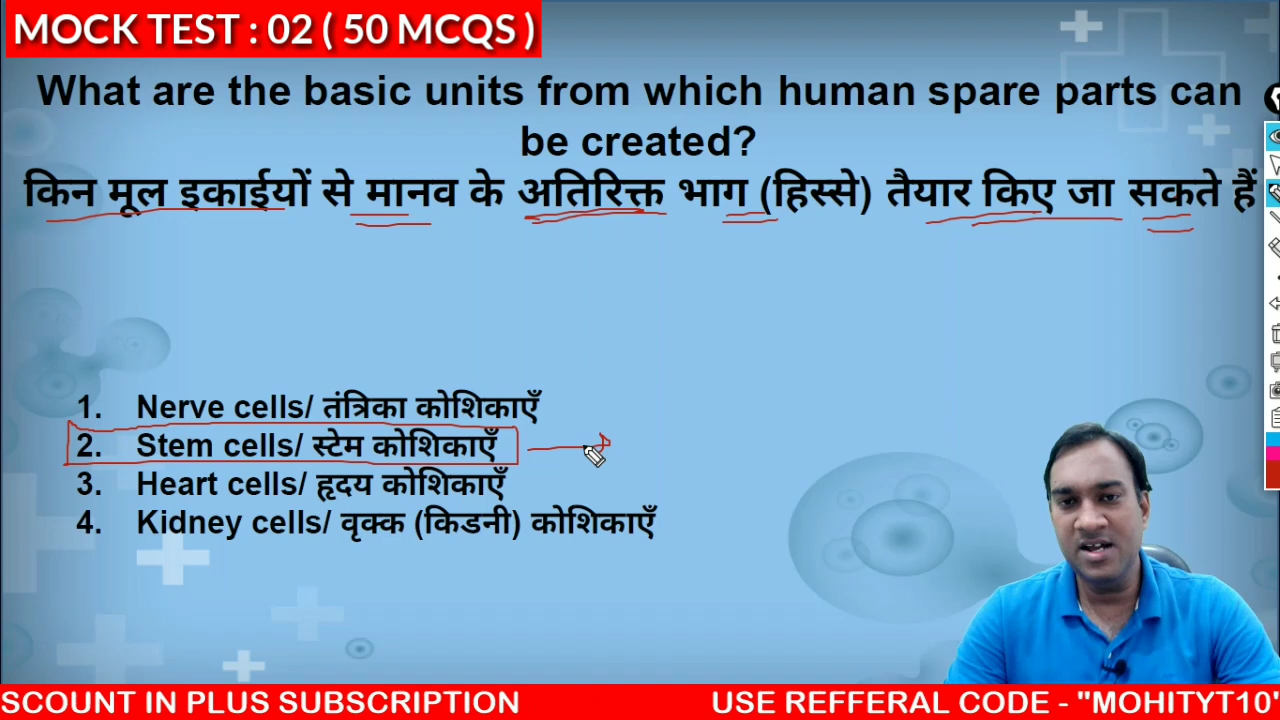 MOCK TEST : 02 ( 50 MCQS )
What are the basic units from which human spare parts can
be created?
किन मूल इकाईयों से मानव के अतिरिक्त भाग (हिस्से) तैयार किए जा सकते हैं
1. Nerve cells/ तंत्रिका कोशिकाएँ
2. Stem cells/ स्टेम कोशिकाएँ
3. Heart cells/ हृदय कोशिकाएँ
4. Kidney cells/ वृक्क (किडनी) कोशिकाएँ
SCOUNT IN PLUS SUBSCRIPTION USE REFFERAL CODE - "MOHITYT10"